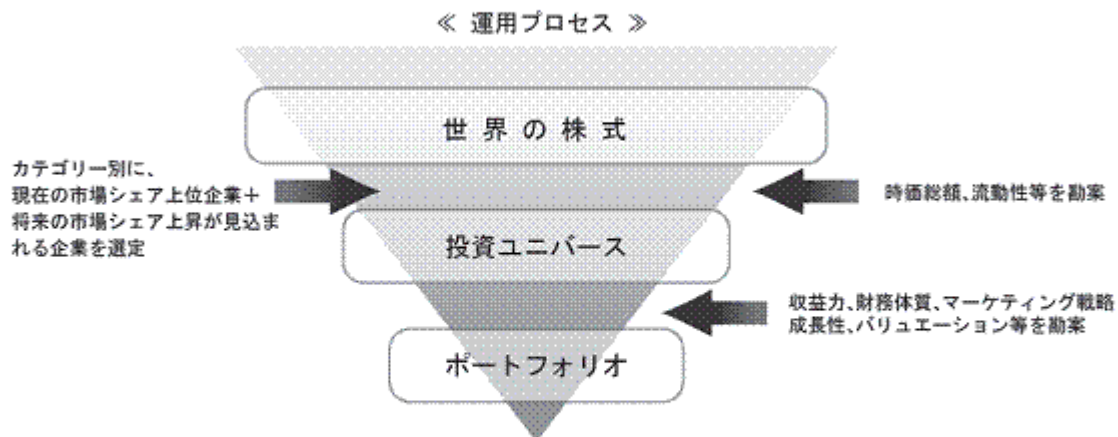 ≪ 運用プロセス ≫
世界の株式
カテゴリー別に、
現在の市場シェア上位企業＋
将来の市場シェア上昇が見込ま
れる企業を選定
時価総額、流動性等を勘案
投資ユニバース
収益力、財務体質、マーケティング戦略
成長性、バリュエーション等を勘案
ポートフォリオ